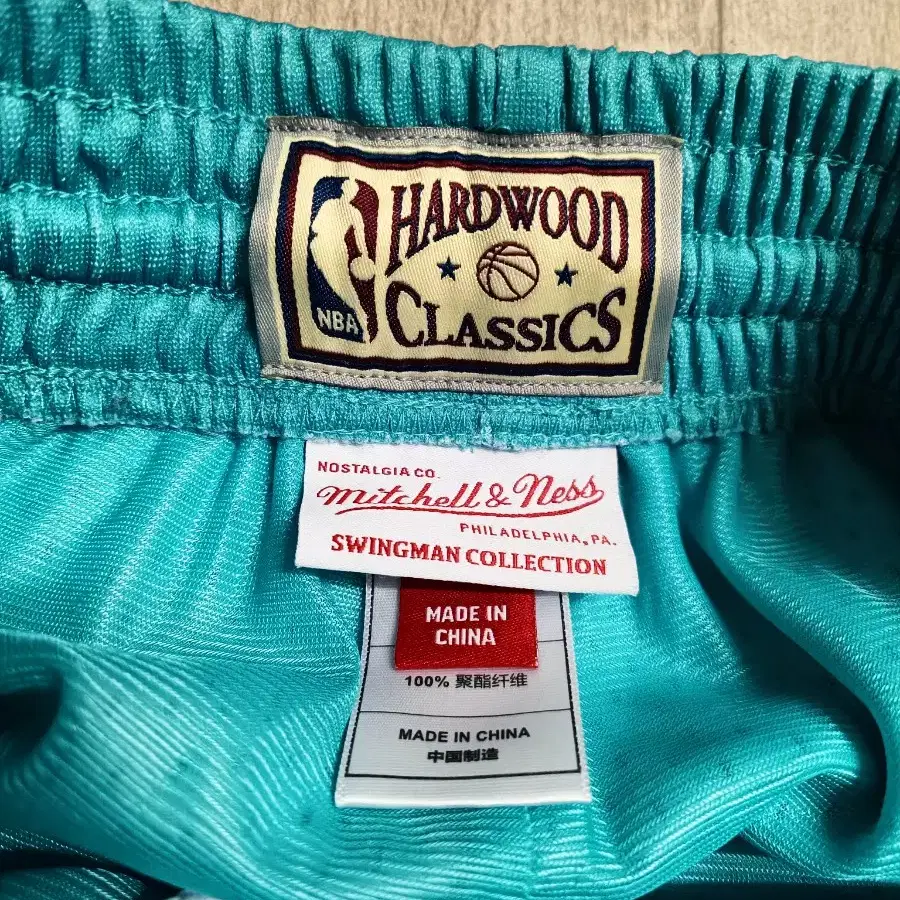 HARDWOOD
CLASSICS
NBA
NOSTALGIA CO.
Mitchell & Ness
PHILADELPHIA, PA.
SWINGMAN COLLECTION
MADE IN
CHINA
100% 聚酯纤维
MADE IN CHINA
中国制造